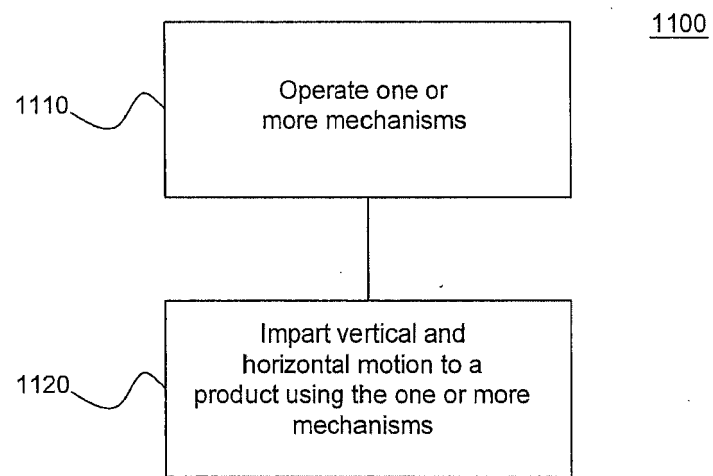 1100
Operate one or
more mechanisms
1110
Impart vertical and
horizontal motion to a
product using the one or more
mechanisms
1120